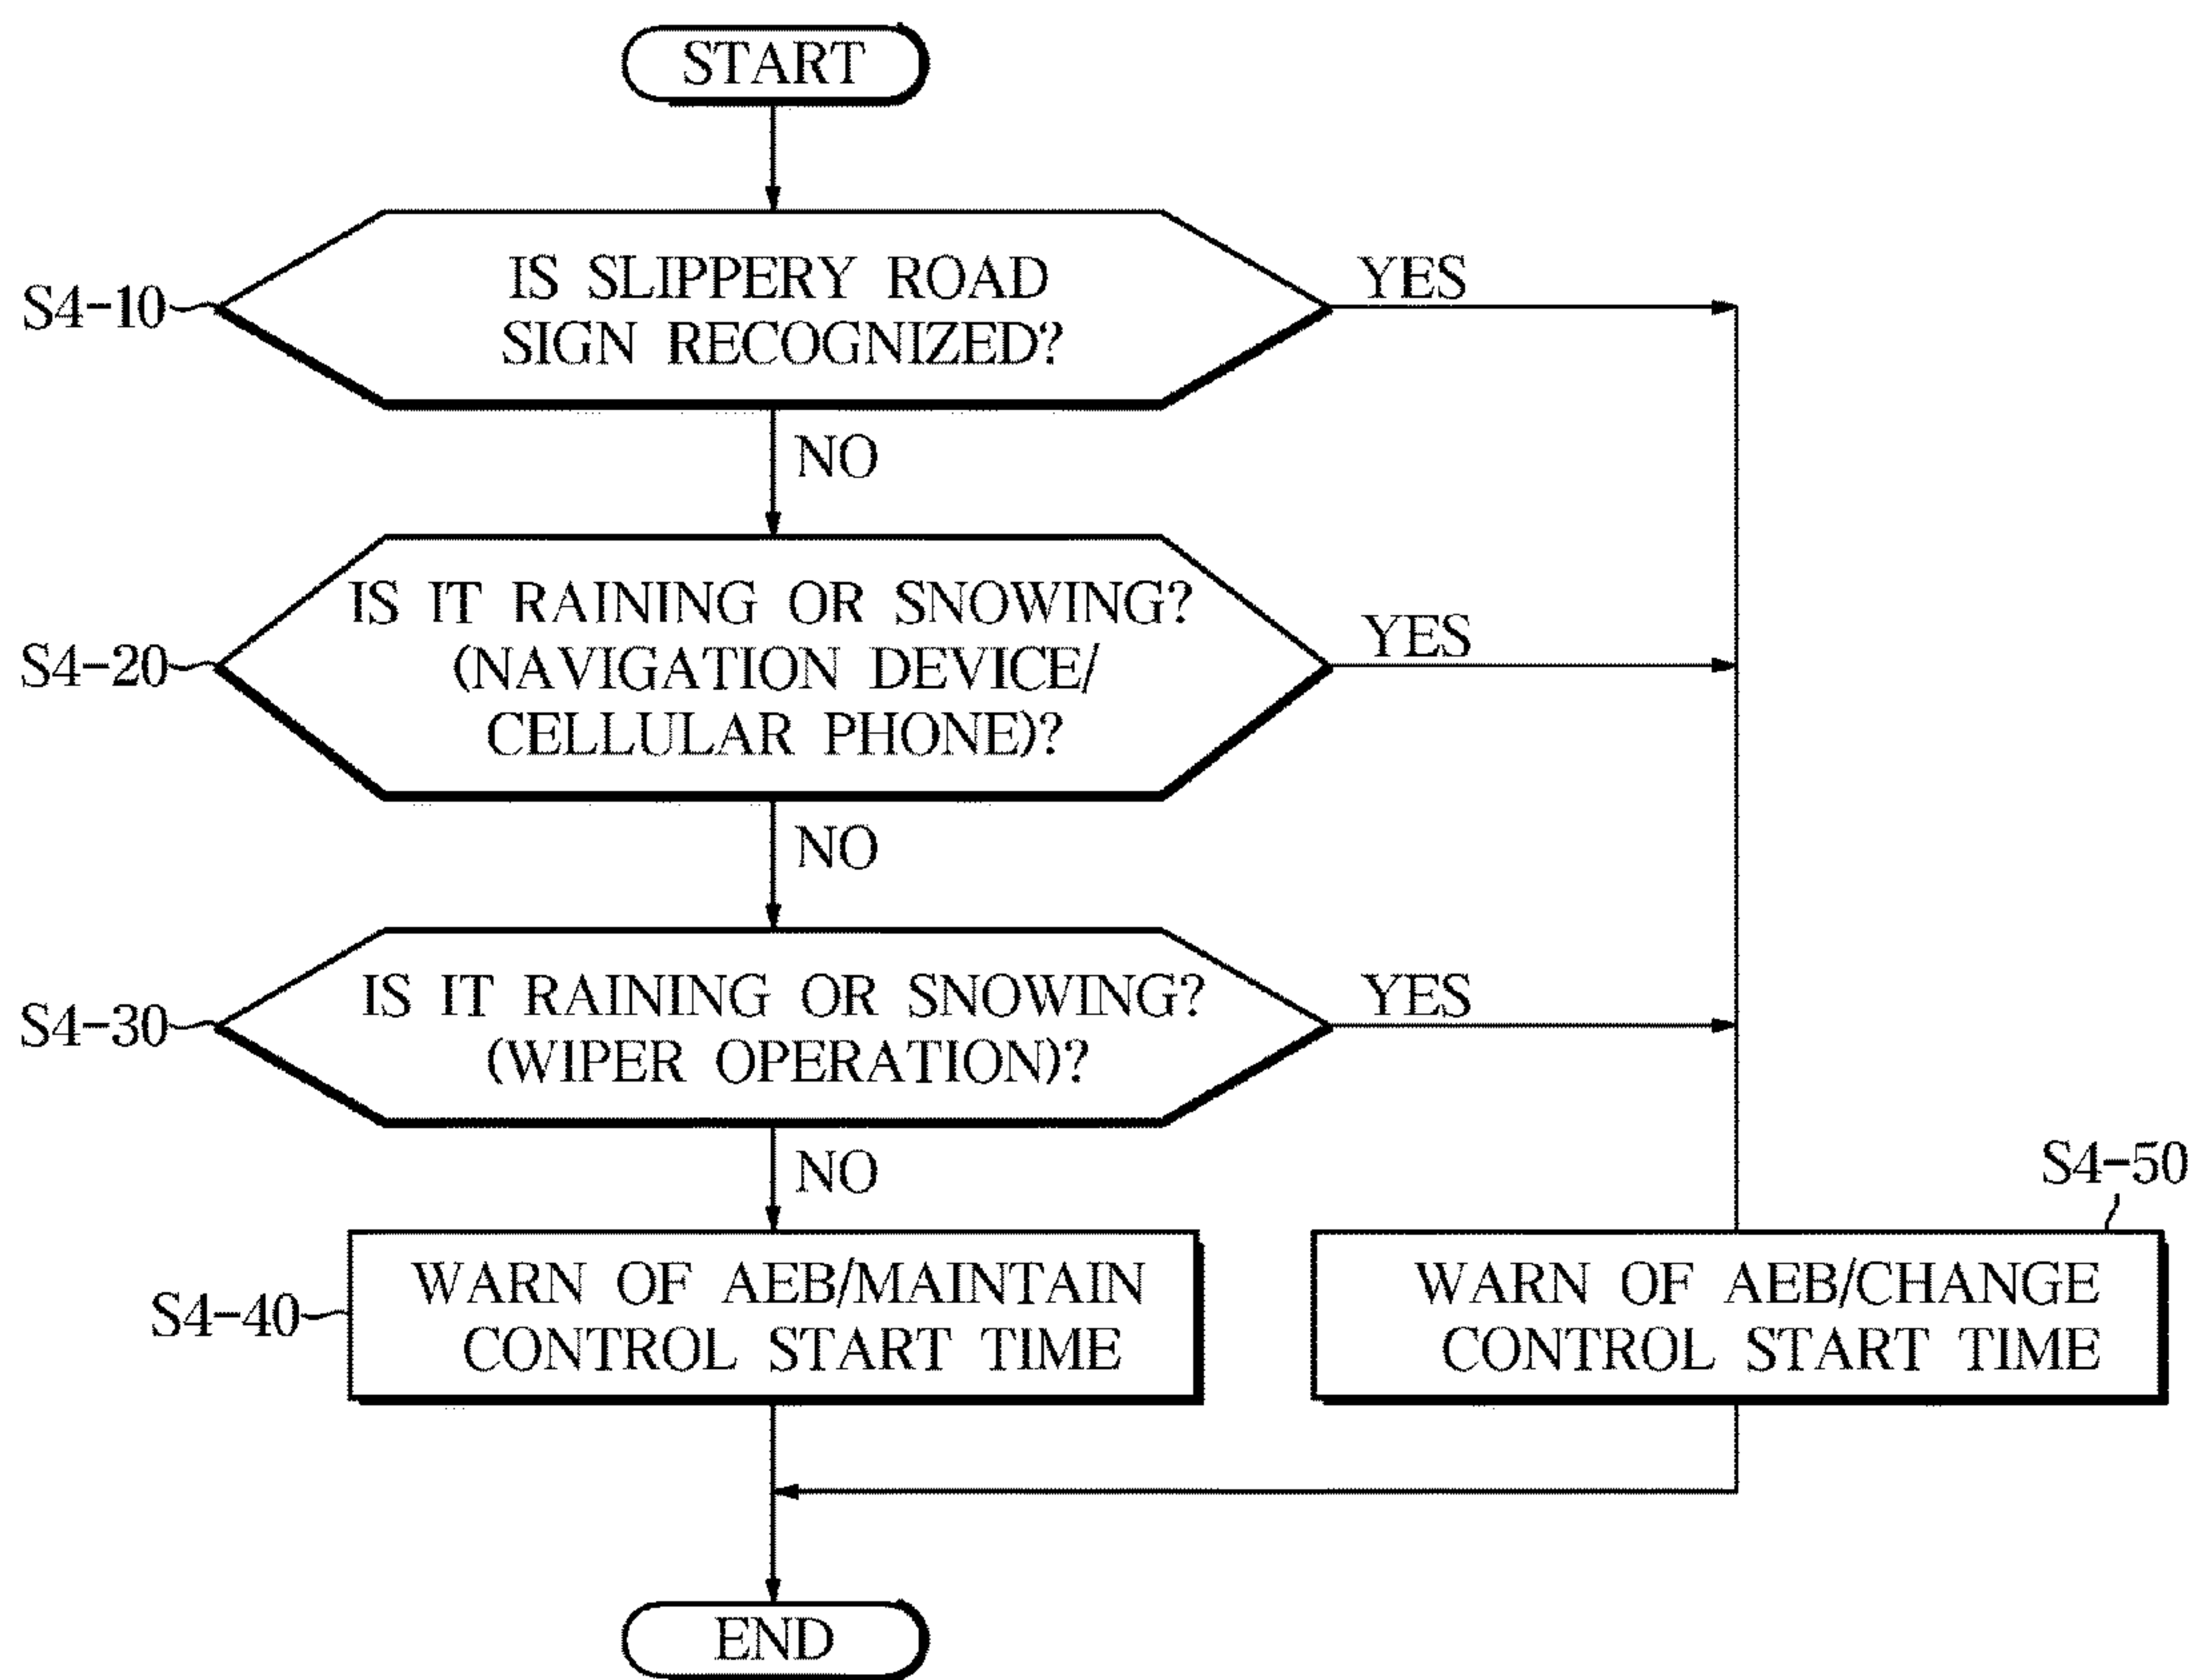 START
S4-10
IS SLIPPERY ROAD
SIGN RECOGNIZED?
YES
NO
S4-20
IS IT RAINING OR SNOWING?
(NAVIGATION DEVICE/
CELLULAR PHONE)?
YES
NO
S4-30
IS IT RAINING OR SNOWING?
(WIPER OPERATION)?
YES
NO
S4-40
WARN OF AEB/MAINTAIN
CONTROL START TIME
S4-50
WARN OF AEB/CHANGE
CONTROL START TIME
END